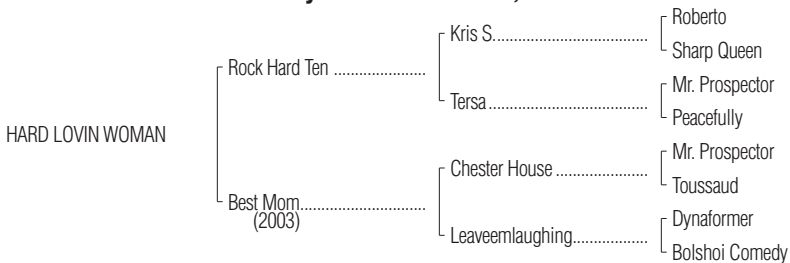 Roberto
Kris S.
Sharp Queen
Rock Hard Ten
Mr. Prospector
Tersa
Peacefully
HARD LOVIN WOMAN
Mr. Prospector
Chester House
Toussaud
Best Mom
(2003)
Dynaformer
Leaveemlaughing
Bolshoi Comedy